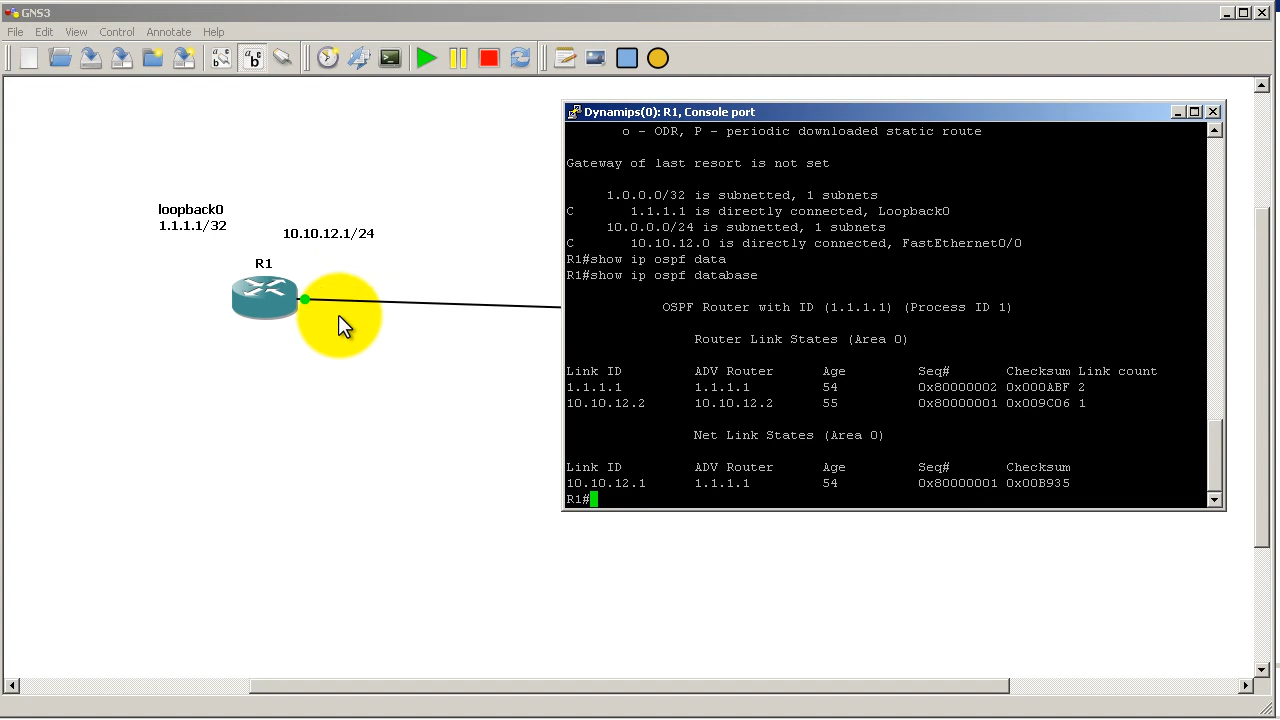 GNS3
File Edit View Control Annotate Help
loopback0
1.1.1.1/32
10.10.12.1/24
R1
Dynamips(0): R1, Console port
o - ODR, P - periodic downloaded static route
Gateway of last resort is not set
1.0.0.0/32 is subnetted, 1 subnets
C 1.1.1.1 is directly connected, Loopback0
10.0.0.0/24 is subnetted, 1 subnets
C 10.10.12.0 is directly connected, FastEthernet0/0
R1#show ip ospf data
R1#show ip ospf database
OSPF Router with ID (1.1.1.1) (Process ID 1)
Router Link States (Area 0)
Link ID ADV Router Age Seq# Checksum Link count
1.1.1.1 1.1.1.1 54 0x80000002 0x000ABF 2
10.10.12.2 10.10.12.2 55 0x80000001 0x009C06 1
Net Link States (Area 0)
Link ID ADV Router Age Seq# Checksum
10.10.12.1 1.1.1.1 54 0x80000001 0x00B935
R1#